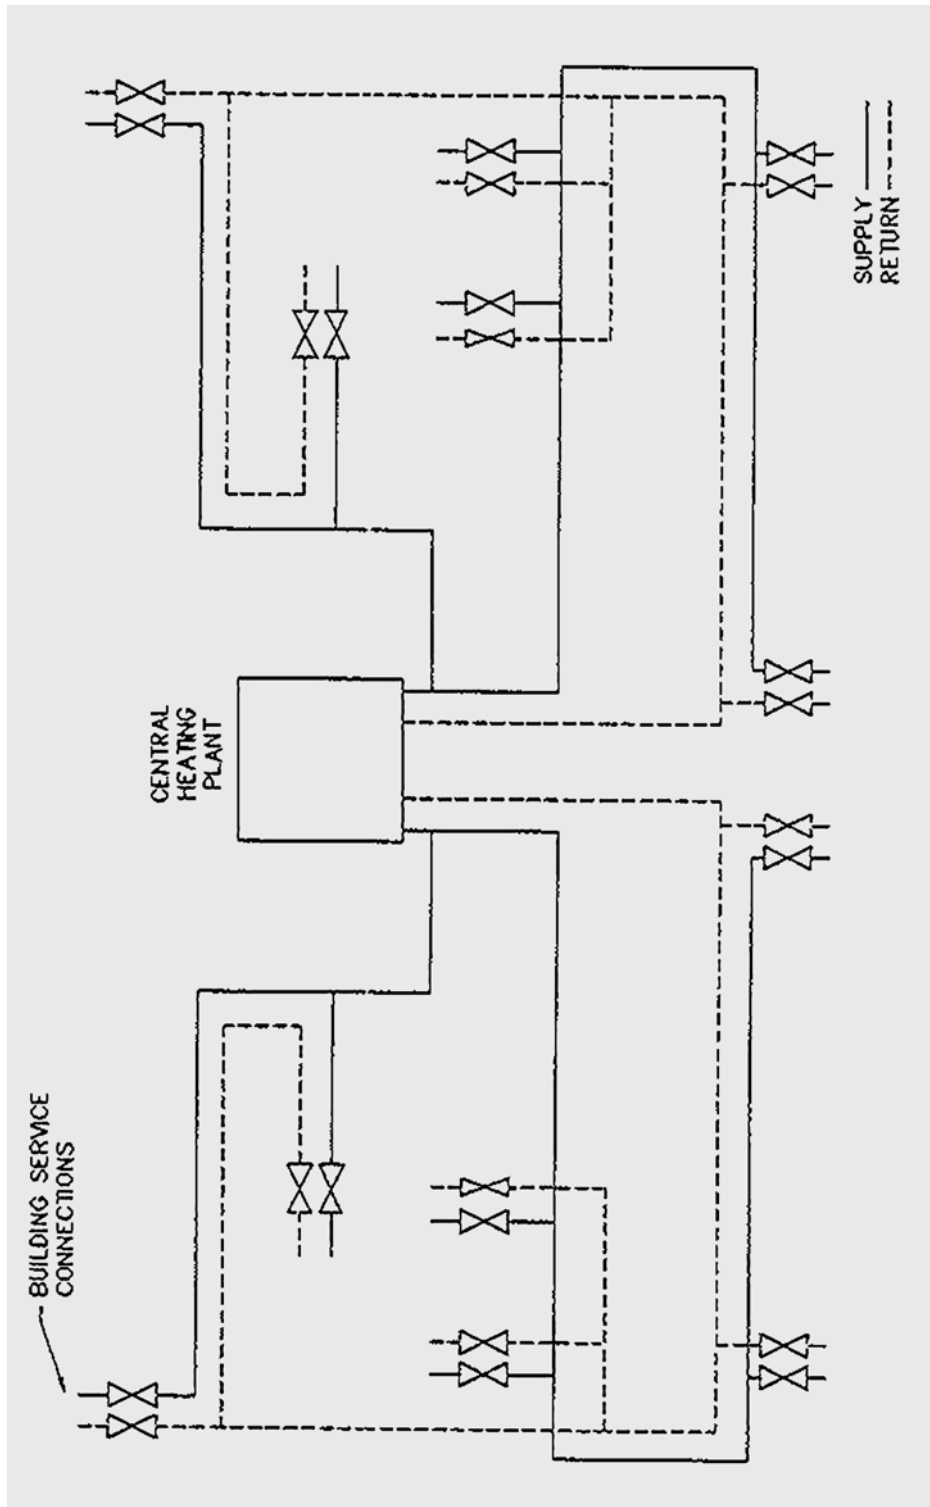 BUILDING SERVICE
CONNECTIONS
CENTRAL
HEATING
PLANT
SUPPLY
RETURN